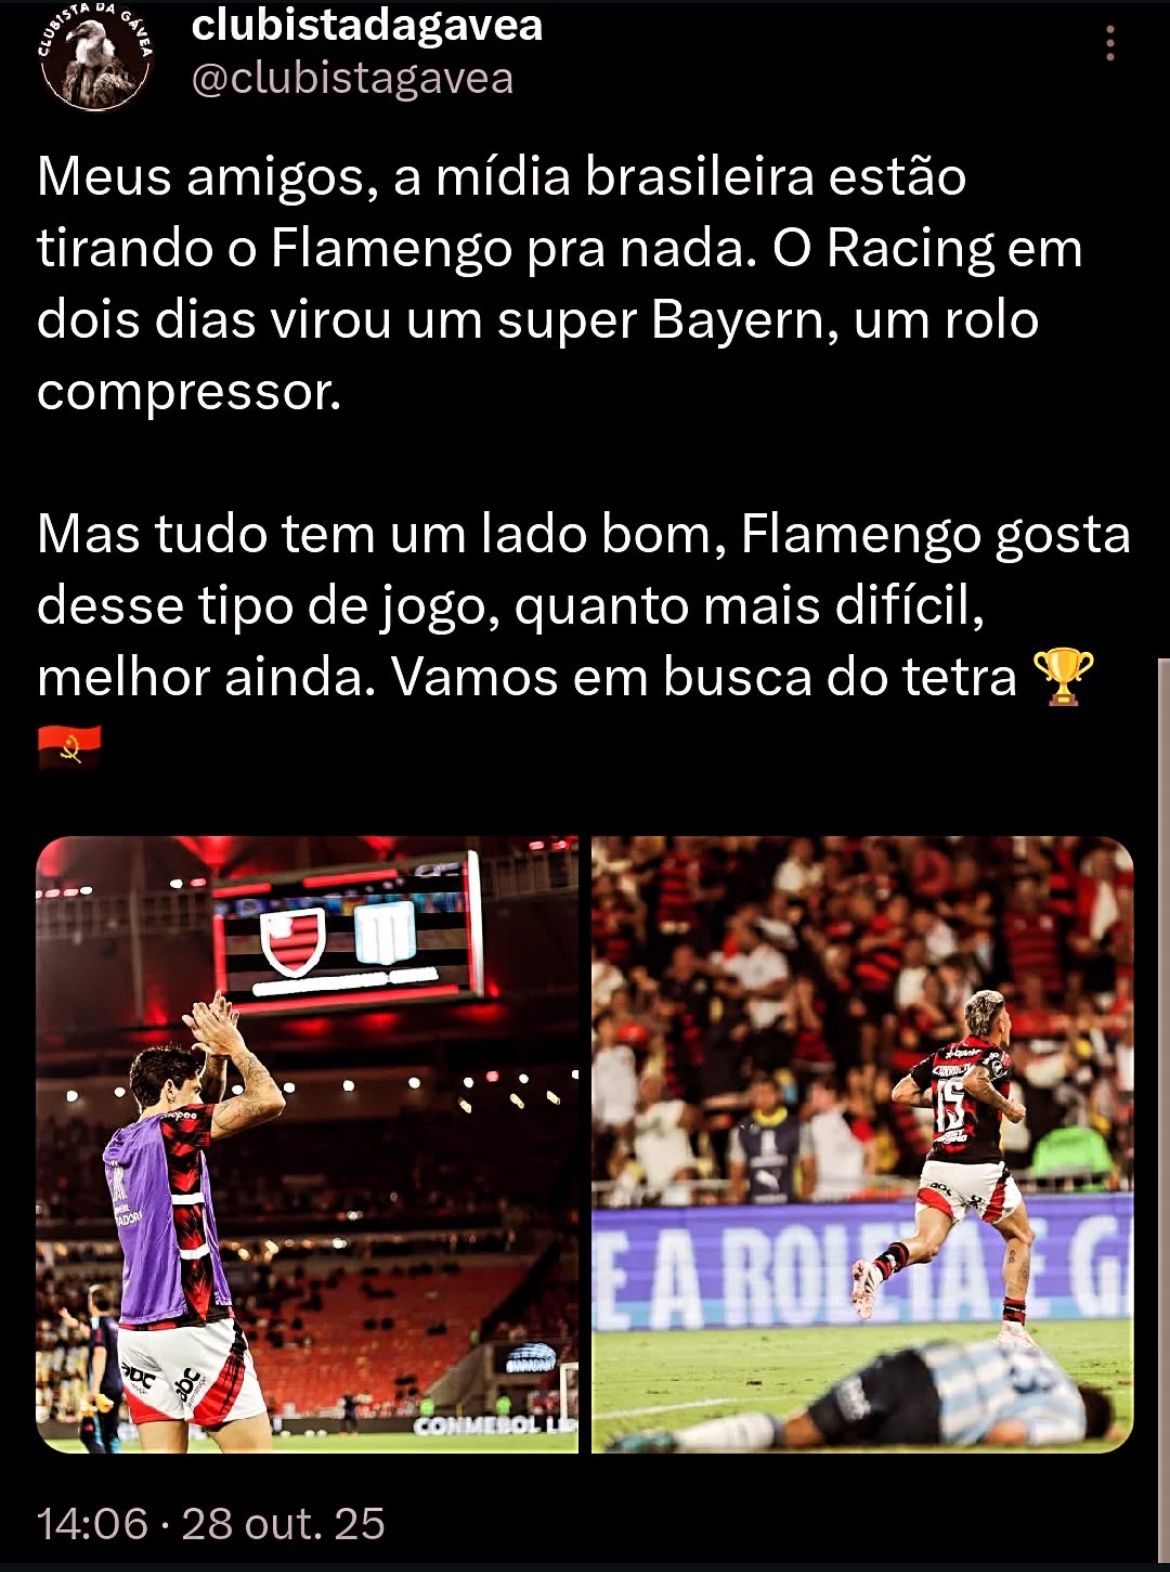 CLUBISTA DA GÁVEA
clubistadagavea
@clubistagavea
Meus amigos, a mídia brasileira estão
tirando o Flamengo pra nada. O Racing em
dois dias virou um super Bayern, um rolo
compressor.
Mas tudo tem um lado bom, Flamengo gosta
desse tipo de jogo, quanto mais difícil,
melhor ainda. Vamos em busca do tetra 🏆
🇦🇴
abc
abc
CONMEBOL LI
15
E A ROLETA E G
14:06 · 28 out. 25